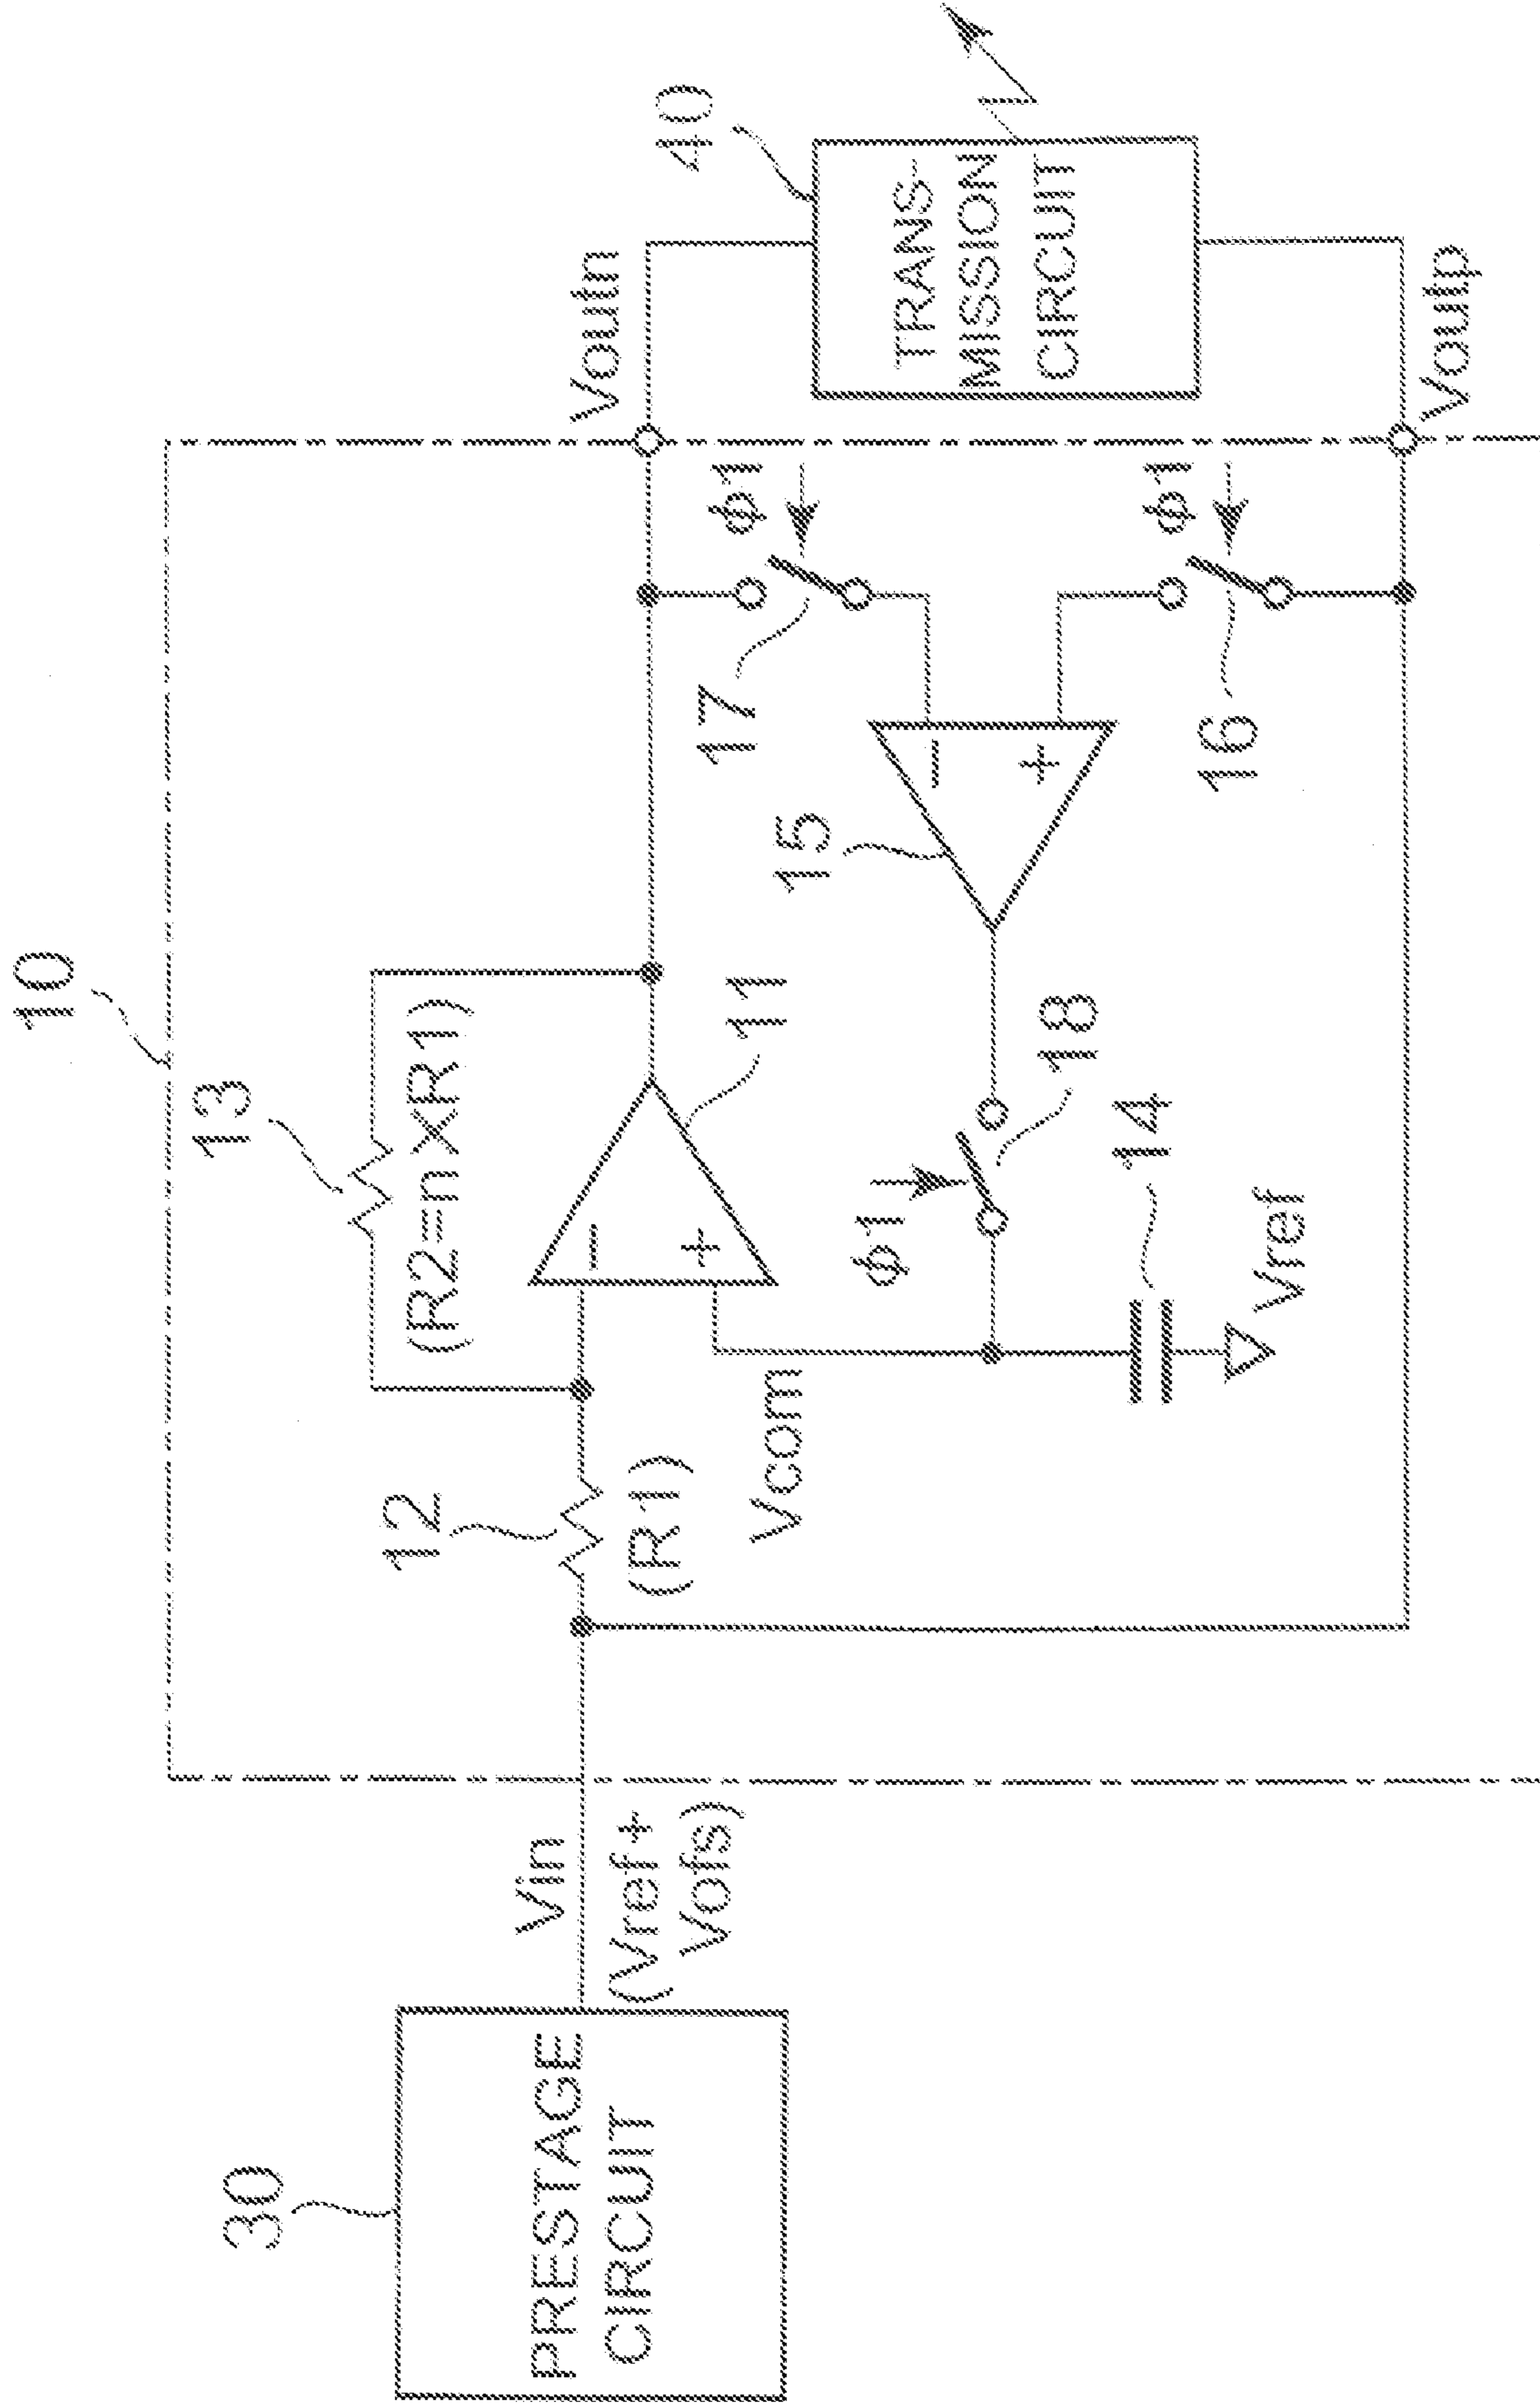 10
13
(R2=n×R1)
12
(R1)
11
Vcom
30
PRESTAGE
CIRCUIT
Vin
(Vref+
Vofs)
ϕ1
18
14
Vref
15
17
ϕ1
16
ϕ1
Voutn
Voutp
40
TRANS-
MISSION
CIRCUIT